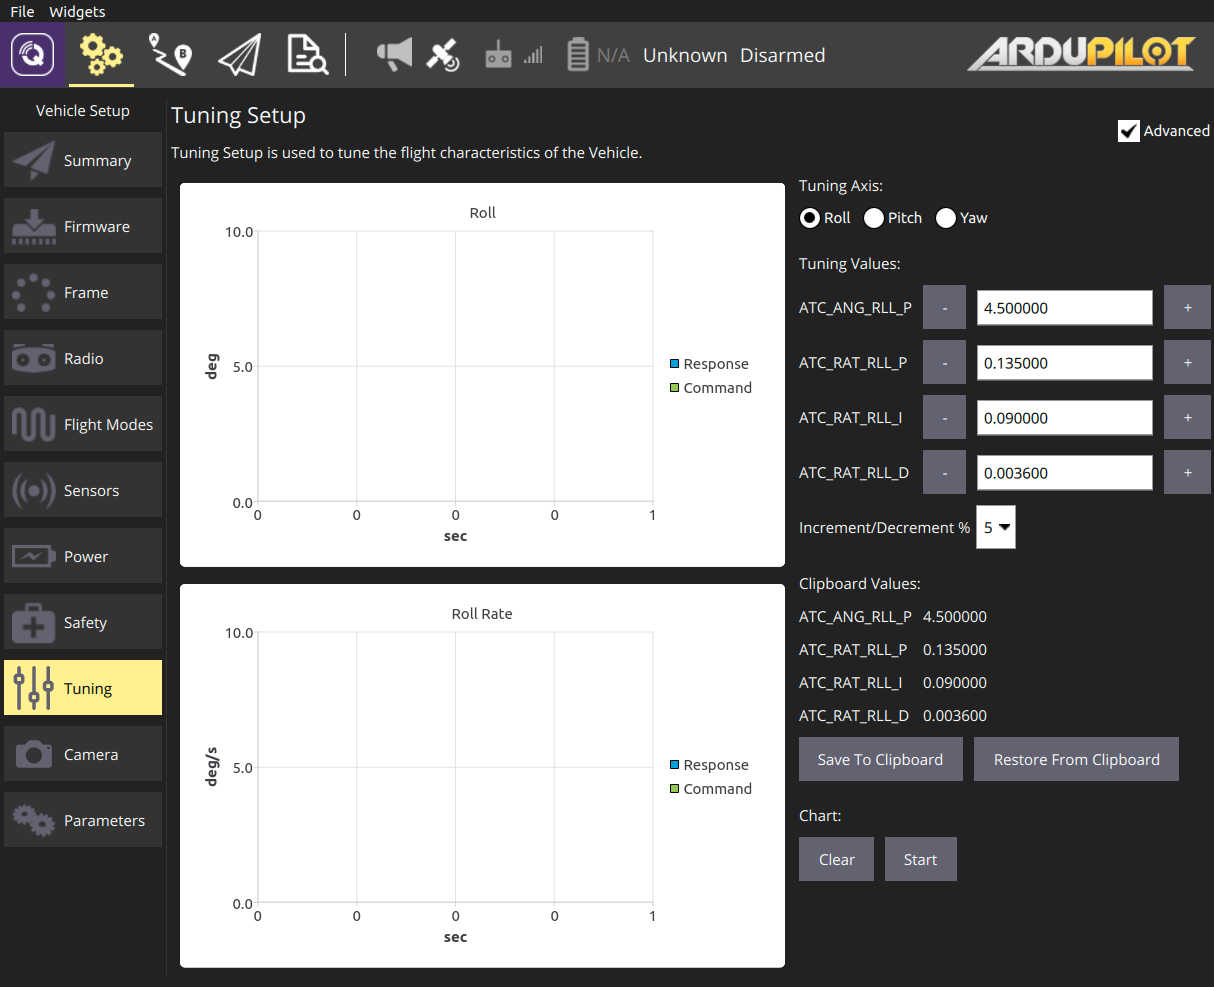 File Widgets
N/A Unknown Disarmed
ARDUPILOT
B
Vehicle Setup
Summary
Firmware
Frame
Radio
Flight Modes
Sensors
Power
Safety
Tuning
Camera
Parameters
Tuning Setup
Advanced
Tuning Setup is used to tune the flight characteristics of the Vehicle.
Roll
10.0
5.0
0.0
deg
0 0 0 0 1
sec
Response
Command
Roll Rate
10.0
5.0
0.0
deg/s
0 0 0 0 1
sec
Response
Command
Tuning Axis:
Roll Pitch Yaw
Tuning Values:
ATC_ANG_RLL_P - 4.500000 +
ATC_RAT_RLL_P - 0.135000 +
ATC_RAT_RLL_I - 0.090000 +
ATC_RAT_RLL_D - 0.003600 +
Increment/Decrement % 5
Clipboard Values:
ATC_ANG_RLL_P 4.500000
ATC_RAT_RLL_P 0.135000
ATC_RAT_RLL_I 0.090000
ATC_RAT_RLL_D 0.003600
Save To Clipboard Restore From Clipboard
Chart:
Clear Start